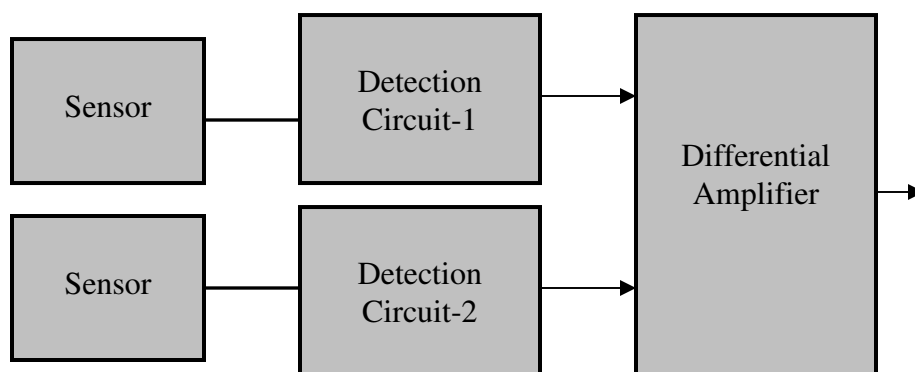 Sensor
Detection
Circuit-1
Differential
Amplifier
Sensor
Detection
Circuit-2